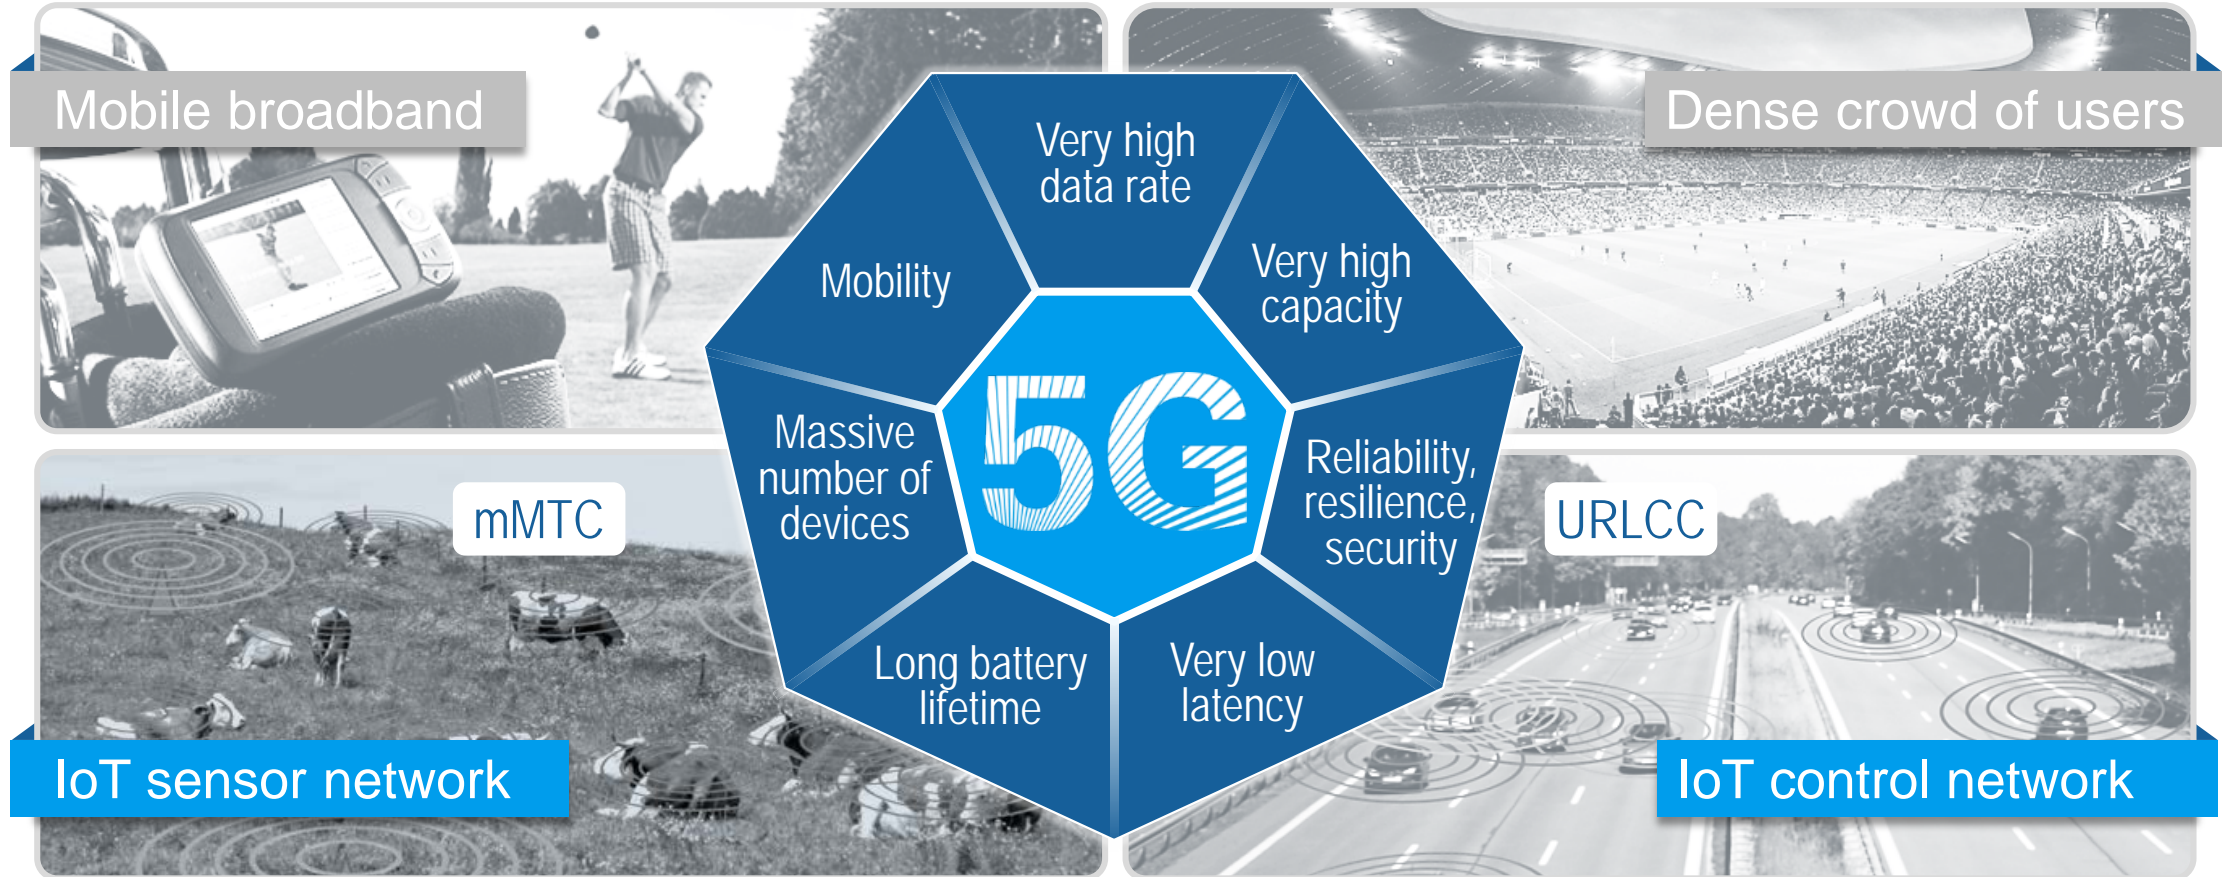 Mobile broadband
Dense crowd of users
Very high
data rate
Mobility
Very high
capacity
5G
Massive
number of
devices
Reliability,
resilience,
security
mMTC
URLCC
Long battery
lifetime
Very low
latency
IoT sensor network
IoT control network